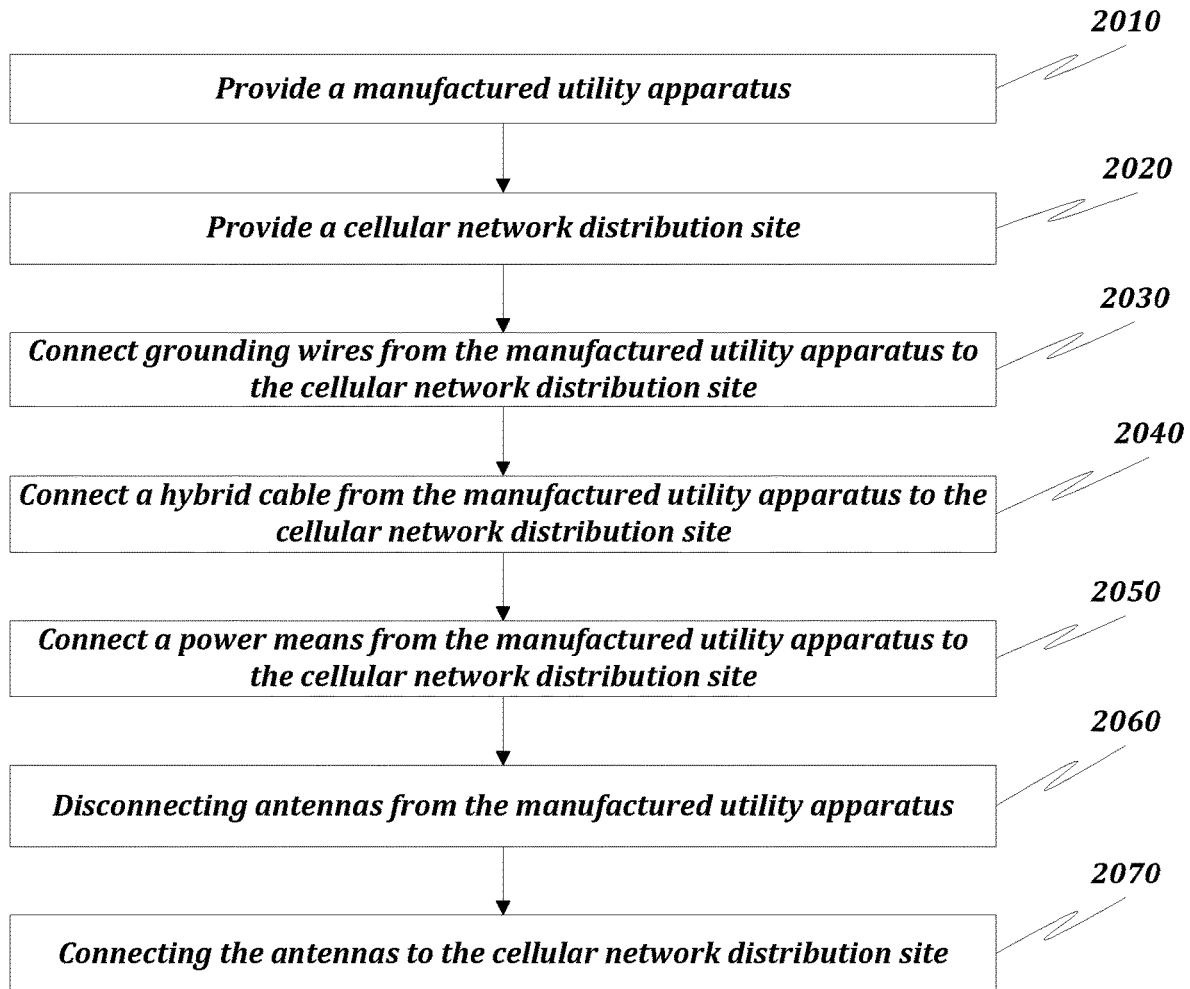 2010
Provide a manufactured utility apparatus
2020
Provide a cellular network distribution site
2030
Connect grounding wires from the manufactured utility apparatus to
the cellular network distribution site
2040
Connect a hybrid cable from the manufactured utility apparatus to the
cellular network distribution site
2050
Connect a power means from the manufactured utility apparatus to
the cellular network distribution site
2060
Disconnecting antennas from the manufactured utility apparatus
2070
Connecting the antennas to the cellular network distribution site